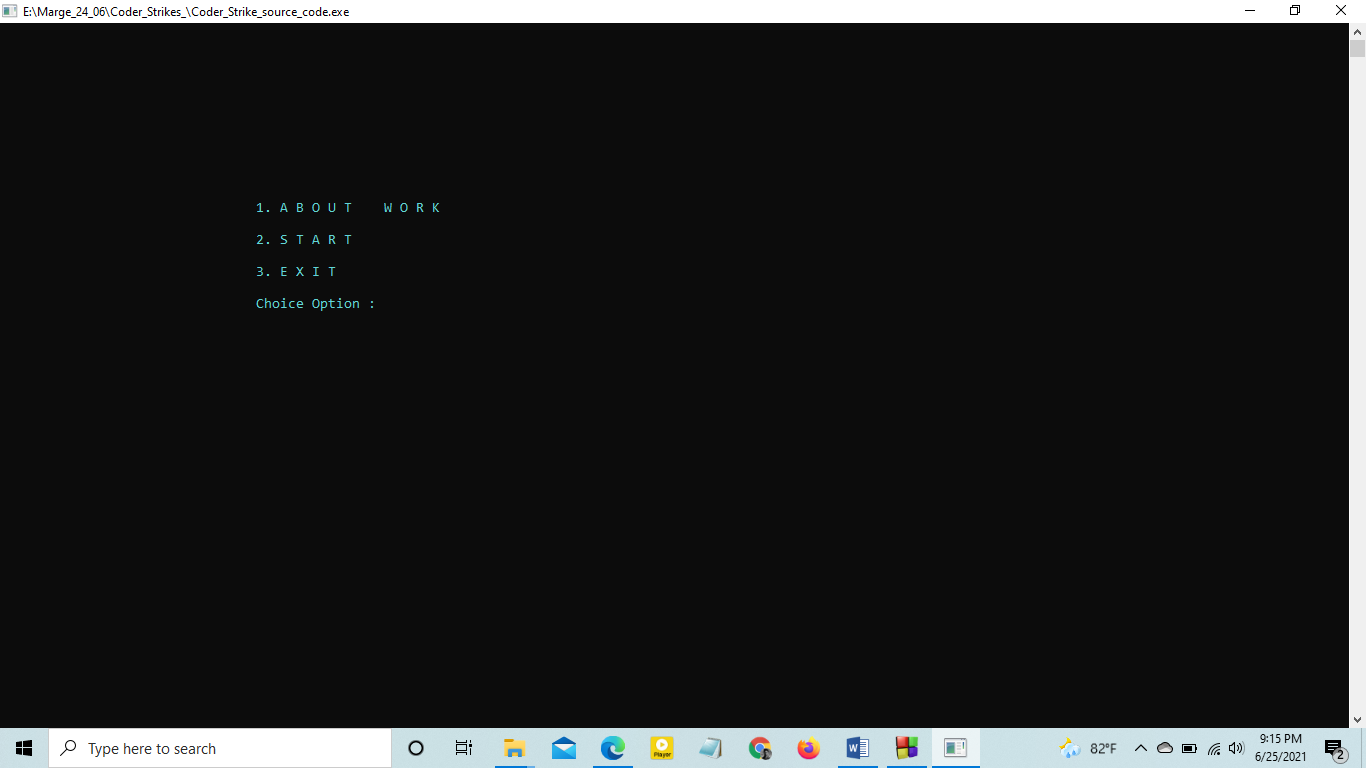 E:\Marge_24_06\Coder_Strikes_\Coder_Strike_source_code.exe
1. A B O U T    W O R K
2. S T A R T
3. E X I T
Choice Option :
Type here to search
Player
82°F
9:15 PM
6/25/2021
2